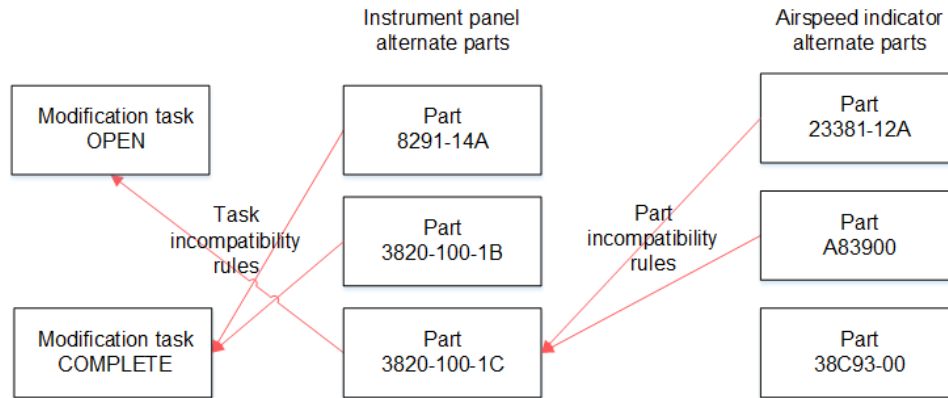 Instrument panel
alternate parts
Airspeed indicator
alternate parts
Modification task
OPEN
Part
8291-14A
Part
23381-12A
Task
incompatibility
rules
Part
3820-100-1B
Part
incompatibility
rules
Part
A83900
Modification task
COMPLETE
Part
3820-100-1C
Part
38C93-00